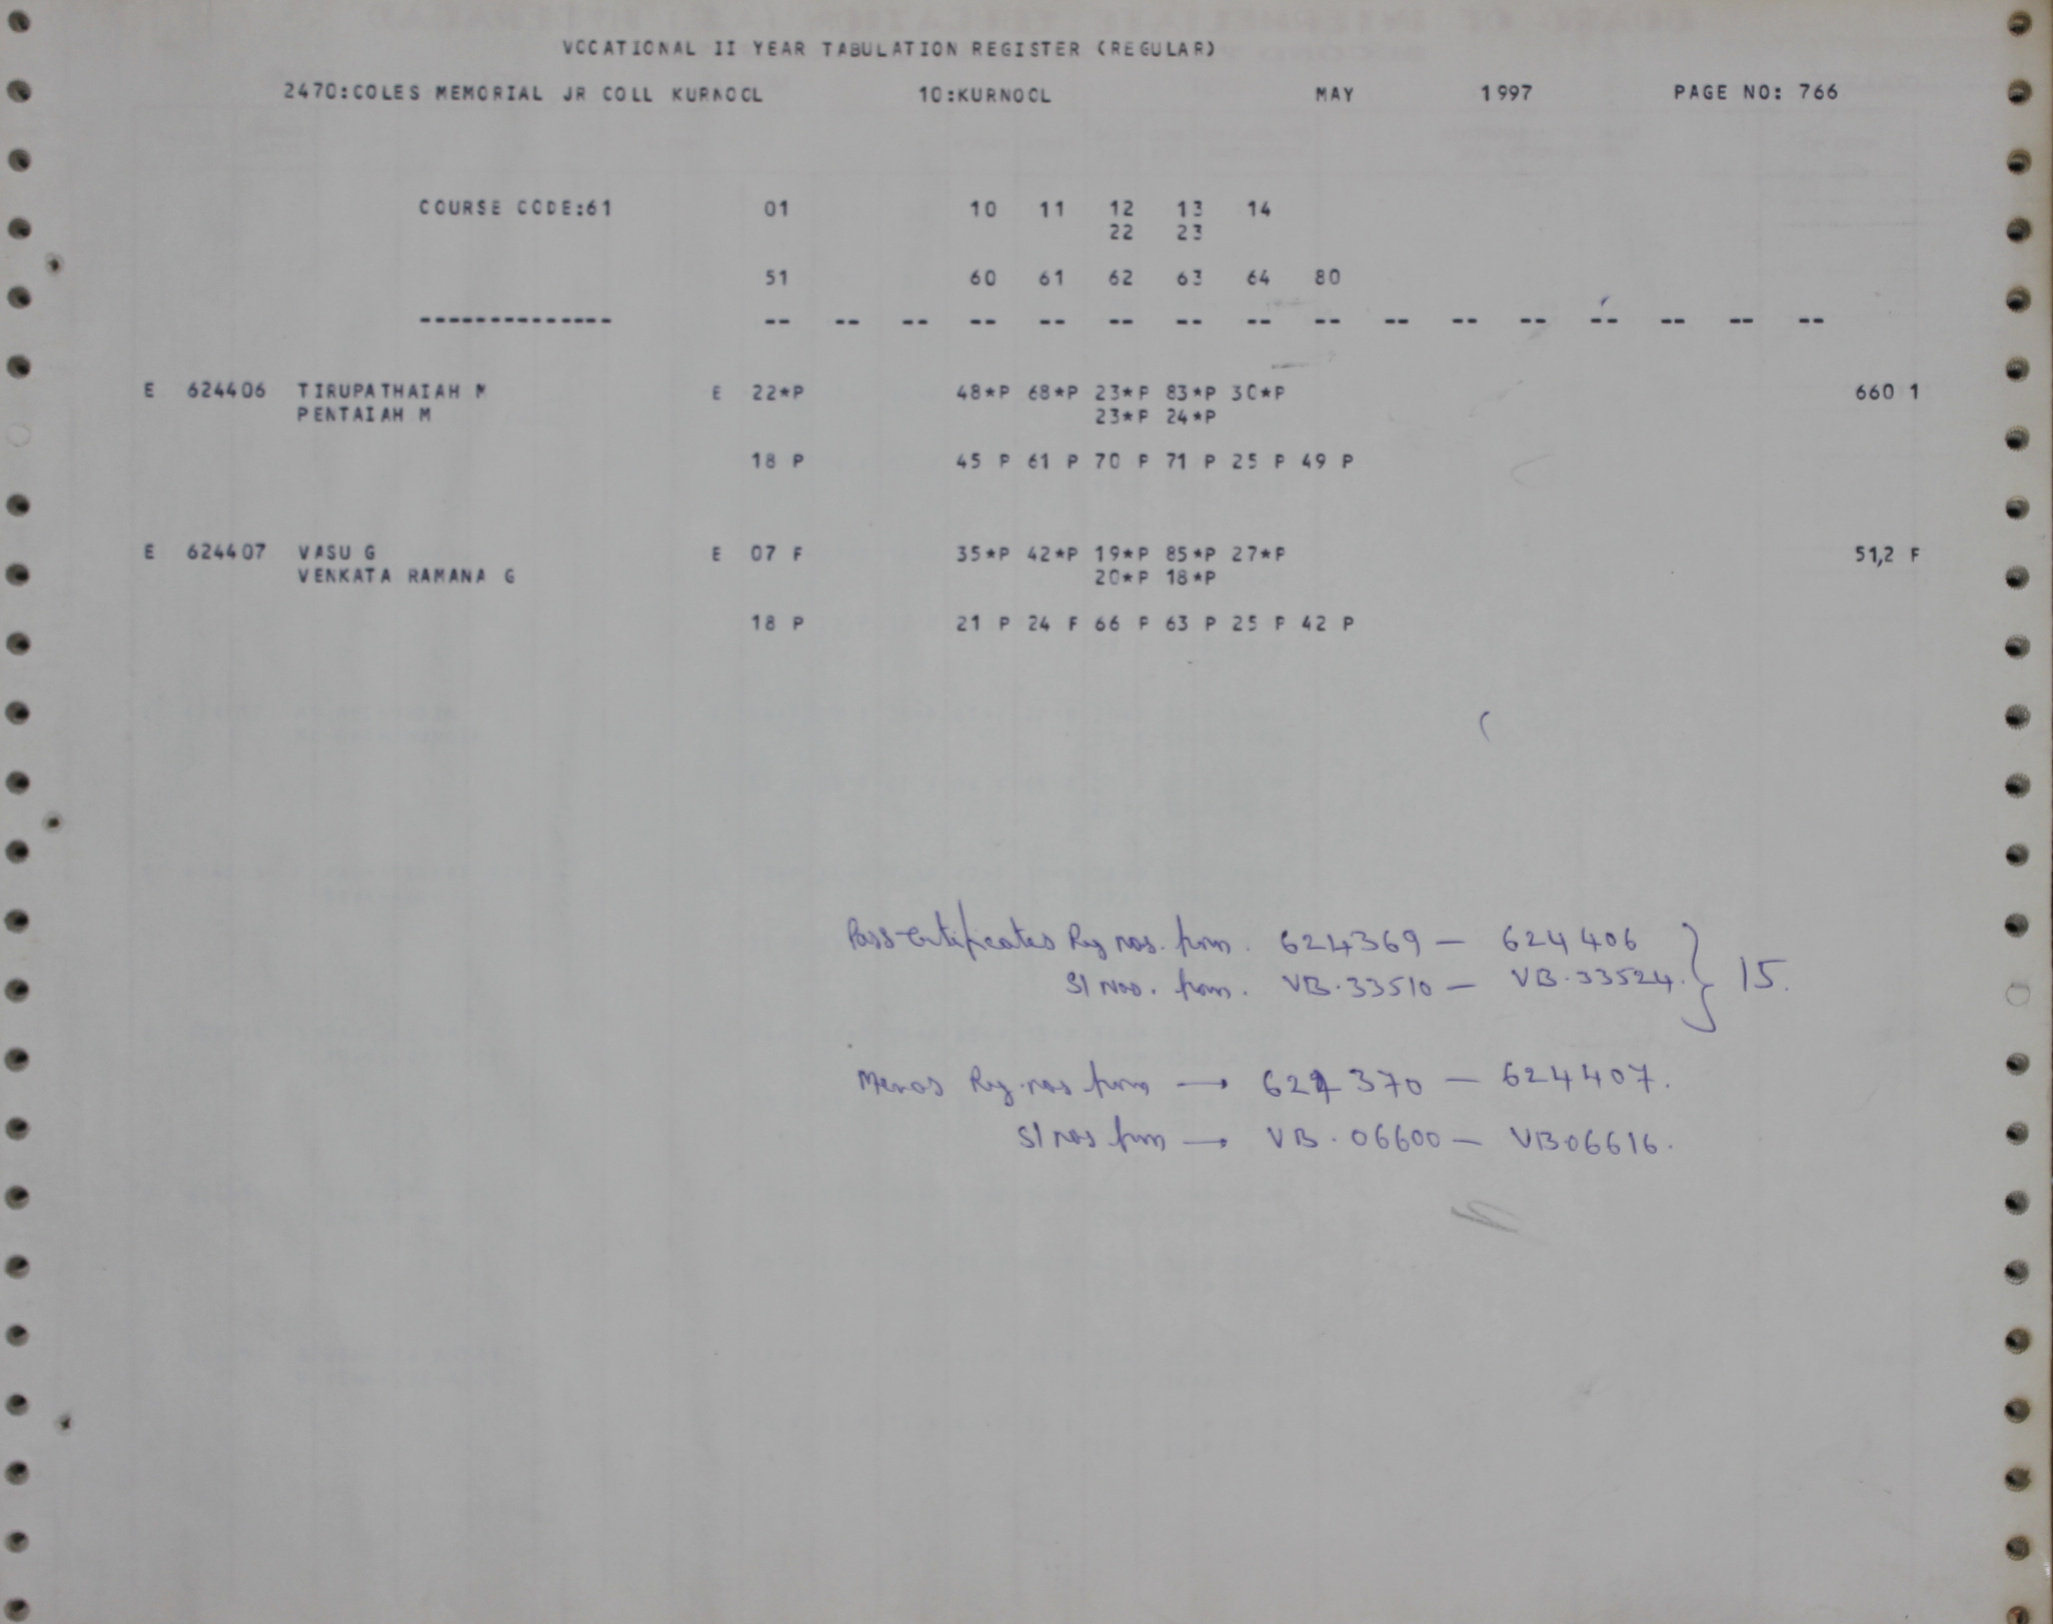 VOCATIONAL II YEAR TABULATION REGISTER (REGULAR)
2470:COLES MEMORIAL JR COLL KURNOOL 10:KURNOOL MAY 1997 PAGE NO: 766
COURSE CODE:61 01 10 11 12 13 14
22 23
51 60 61 62 63 64 80
-------------- -- -- -- -- -- -- -- -- -- -- -- -- -- -- -- --
E 624406 TIRUPATHAIAH M E 22*P 48*P 68*P 23*P 83*P 30*P 660 1
PENTAIAH M 23*P 24*P
18 P 45 P 61 P 70 P 71 P 25 P 49 P
E 624407 VASU G E 07 F 35*P 42*P 19*P 85*P 27*P 51,2 F
VENKATA RAMANA G 20*P 18*P
18 P 21 P 24 F 66 P 63 P 25 P 42 P
Pass-Certificates Reg nos. from. 624369 – 624406
Sl Nos. from. VB.33510 – VB.33524. } 15.
Memos Reg. nos from → 624370 – 624407.
Sl nos from → VB.06600 – VB06616.